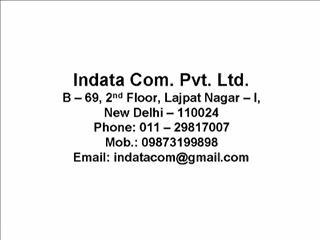 Indata Com. Pvt. Ltd.
B – 69, 2nd Floor, Lajpat Nagar – I,
New Delhi – 110024
Phone: 011 – 29817007
Mob.: 09873199898
Email: indatacom@gmail.com